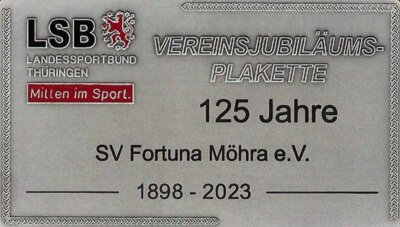 LSB
LANDESSPORTBUND
THÜRINGEN
Mitten im Sport.
VEREINSJUBILÄUMS-
PLAKETTE
125 Jahre
SV Fortuna Möhra e.V.
1898 - 2023